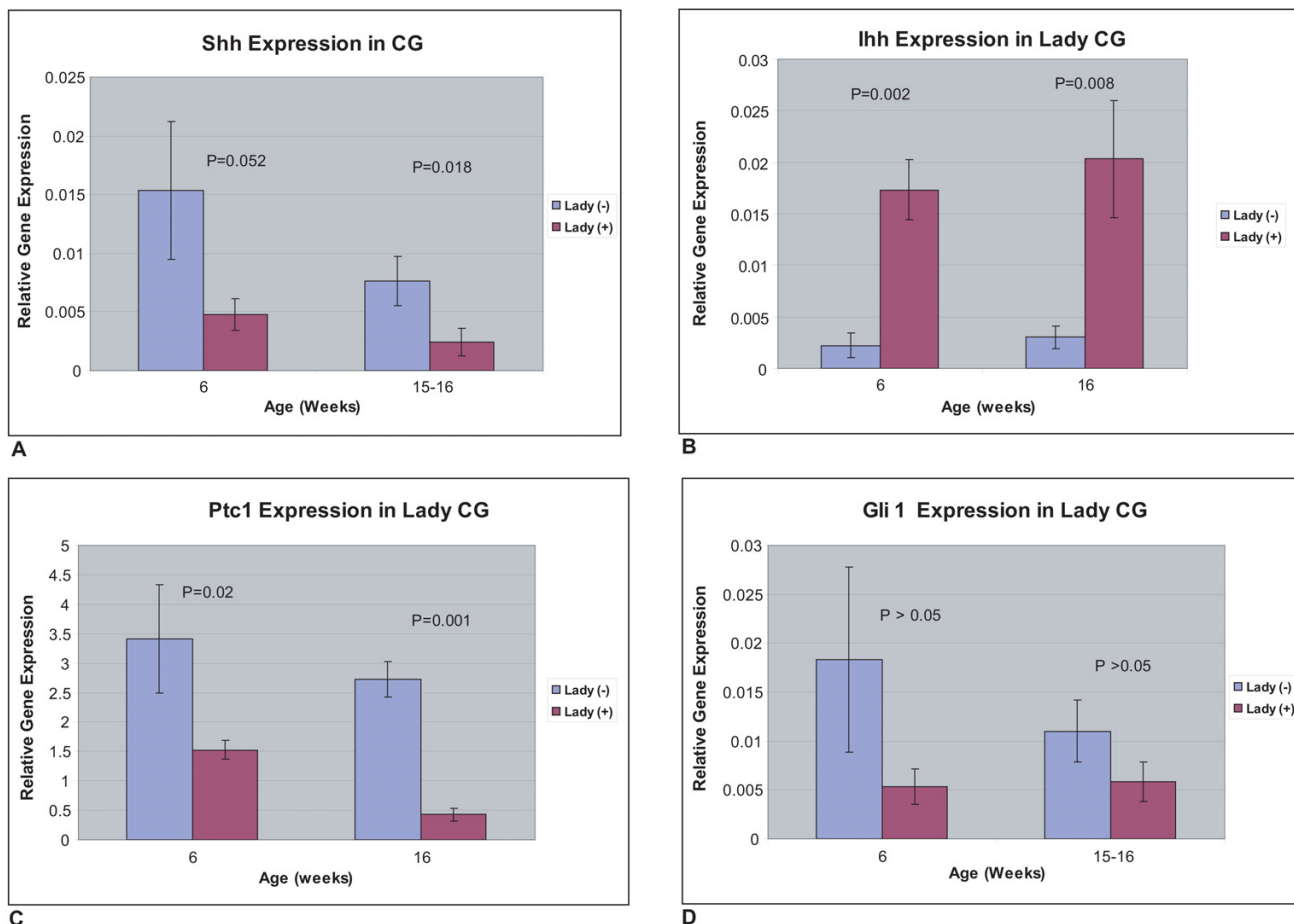 Shh Expression in CG
Relative Gene Expression
0.025
0.02
0.015
0.01
0.005
0
P=0.052
P=0.018
Lady (-)
Lady (+)
6
15-16
Age (Weeks)
A
Ihh Expression in Lady CG
Relative Gene Expression
0.03
0.025
0.02
0.015
0.01
0.005
0
P=0.002
P=0.008
Lady (-)
Lady (+)
6
16
Age (weeks)
B
Ptc1 Expression in Lady CG
Relative Gene Expression
5
4.5
4
3.5
3
2.5
2
1.5
1
0.5
0
P=0.02
P=0.001
Lady (-)
Lady (+)
6
16
Age (weeks)
C
Gli 1 Expression in Lady CG
Relative Gene Expression
0.03
0.025
0.02
0.015
0.01
0.005
0
P > 0.05
P >0.05
Lady (-)
Lady (+)
6
15-16
Age (weeks)
D